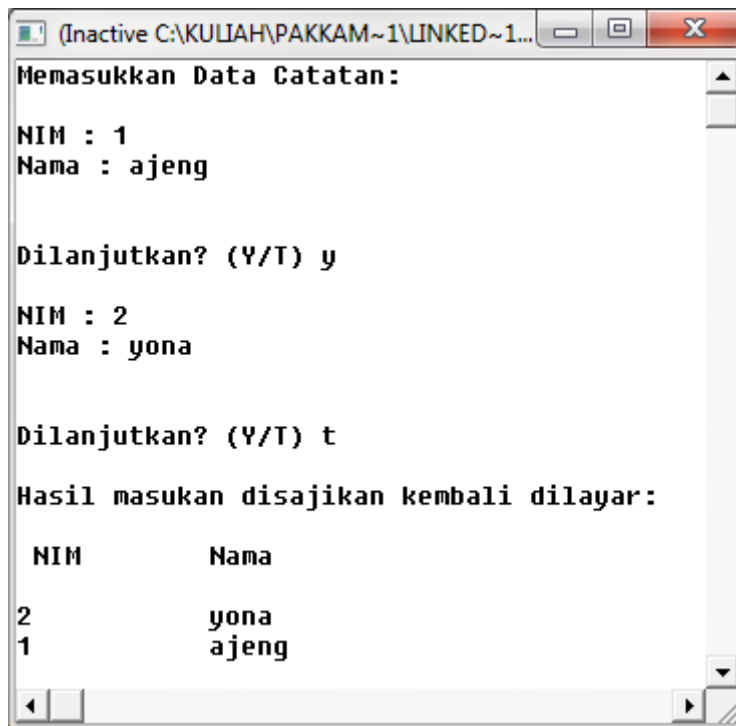 (Inactive C:\KULIAH\PAKKAM~1\LINKED~1...
Memasukkan Data Catatan:
NIM : 1
Nama : ajeng
Dilanjutkan? (Y/T) y
NIM : 2
Nama : yona
Dilanjutkan? (Y/T) t
Hasil masukan disajikan kembali dilayar:
NIM Nama
2 yona
1 ajeng